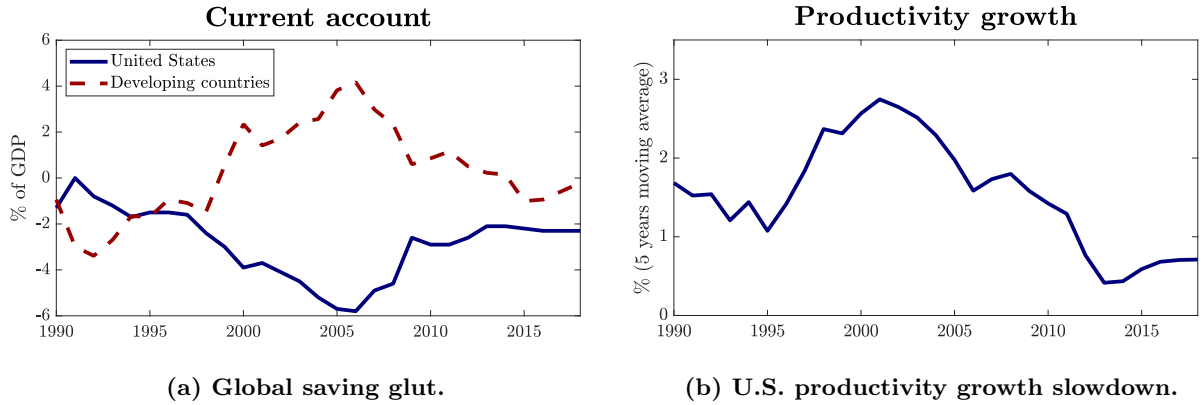 Current account
% of GDP
6
4
2
0
-2
-4
-6
1990
1995
2000
2005
2010
2015
United States
Developing countries
(a) Global saving glut.
Productivity growth
% (5 years moving average)
3
2
1
0
1990
1995
2000
2005
2010
2015
(b) U.S. productivity growth slowdown.